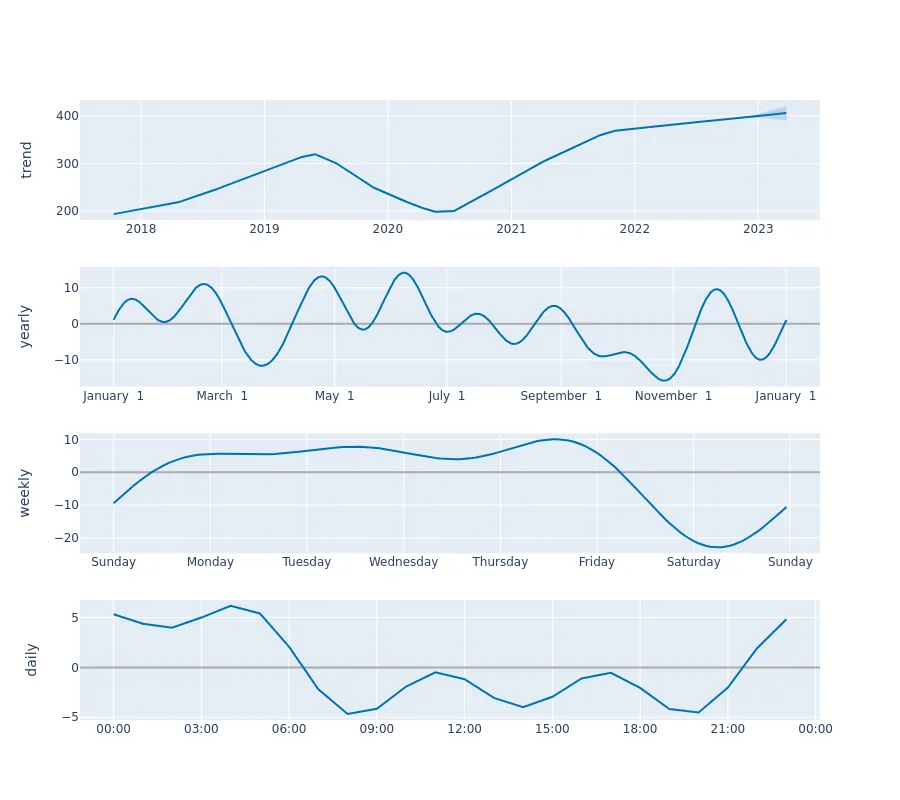 trend
400
300
200
2018 2019 2020 2021 2022 2023
yearly
10
0
−10
January 1 March 1 May 1 July 1 September 1 November 1 January 1
weekly
10
0
−10
−20
Sunday Monday Tuesday Wednesday Thursday Friday Saturday Sunday
daily
5
0
−5
00:00 03:00 06:00 09:00 12:00 15:00 18:00 21:00 00:00